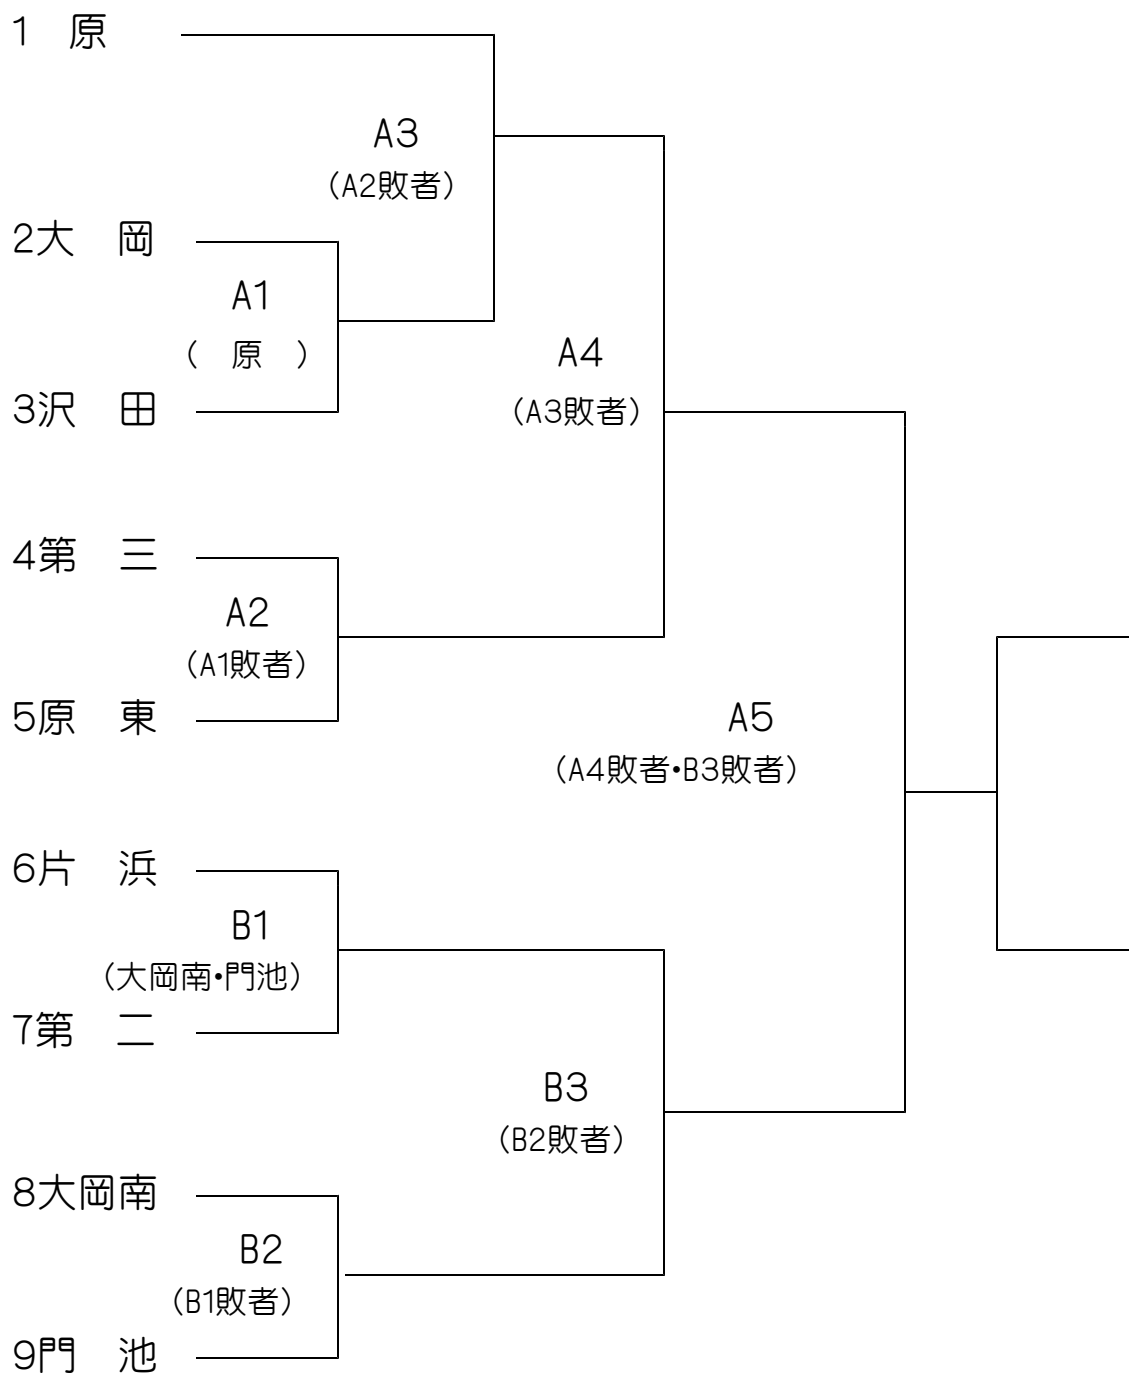 1　原
A3
（A2敗者）
2大　岡
A1
（　原　）
A4
3沢　田
（A3敗者）
4第　三
A2
（A1敗者）
5原　東
A5
（A4敗者・B3敗者）
6片　浜
B1
（大岡南・門池）
7第　二
B3
（B2敗者）
8大岡南
B2
（B1敗者）
9門　池